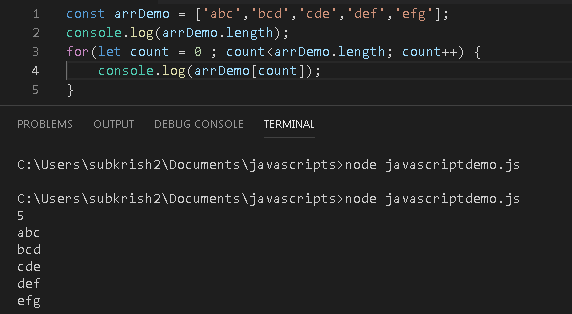 1 const arrDemo = ['abc','bcd','cde','def','efg'];
2 console.log(arrDemo.length);
3 for(let count = 0 ; count<arrDemo.length; count++) {
4 console.log(arrDemo[count]);
5 }
PROBLEMS OUTPUT DEBUG CONSOLE TERMINAL
C:\Users\subkrish2\Documents\javascripts>node javascriptdemo.js
C:\Users\subkrish2\Documents\javascripts>node javascriptdemo.js
5
abc
bcd
cde
def
efg